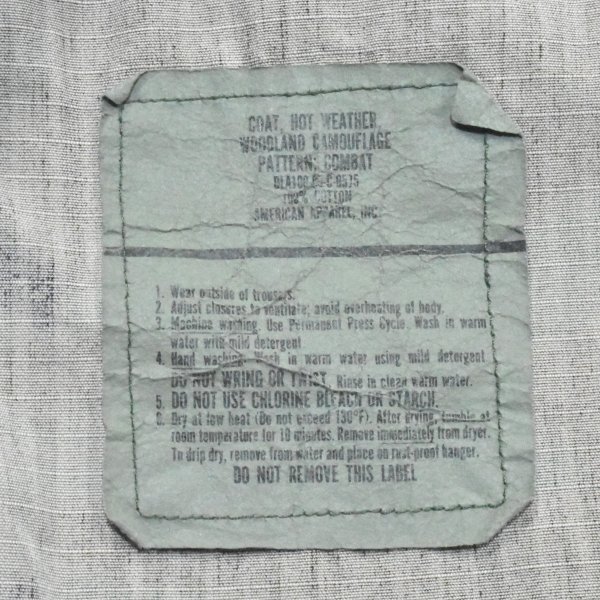 COAT, HOT WEATHER,
WOODLAND CAMOUFLAGE
PATTERN: COMBAT
100% COTTON
AMERICAN APPAREL, INC.
1. Wear outside of trousers.
2. Adjust closures to ventilate; avoid overheating of body.
3. Machine washing. Use Permanent Press Cycle. Wash in warm
water with mild detergent
4. Hand washing. Wash in warm water using mild detergent
DO NOT WRING OR TWIST. Rinse in clean warm water.
5. DO NOT USE CHLORINE BLEACH OR STARCH.
6. Dry at low heat (Do not exceed 130°F). After drying, tumble at
room temperature for 10 minutes. Remove immediately from dryer.
To drip dry, remove from water and place on rust-proof hanger.
DO NOT REMOVE THIS LABEL